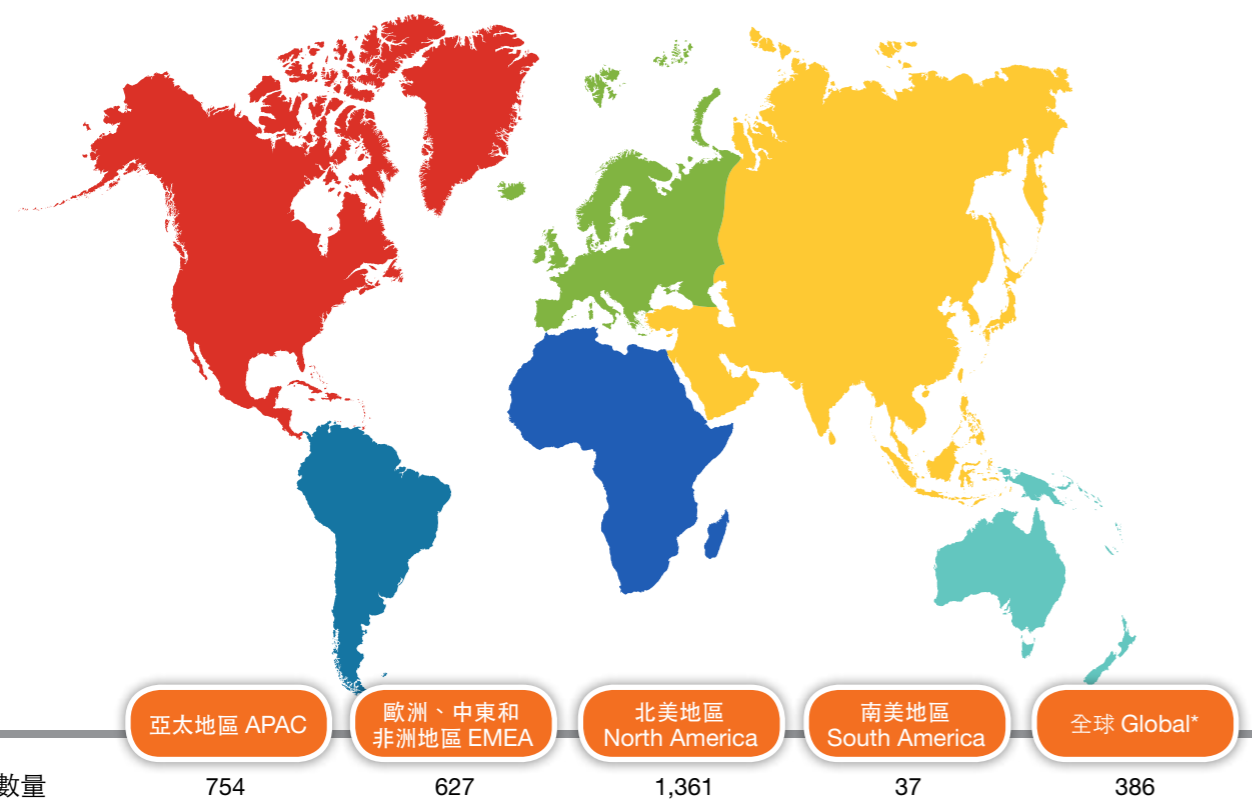 亞太地區 APAC
歐洲、中東和
非洲地區 EMEA
北美地區
North America
南美地區
South America
全球 Global*
數量 754 627 1,361 37 386